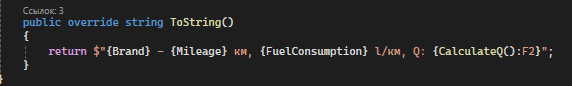 Ссылок: 3
public override string ToString()
{
return $"{Brand} – {Mileage} км, {FuelConsumption} l/км, Q: {CalculateQ():F2}";
}
}